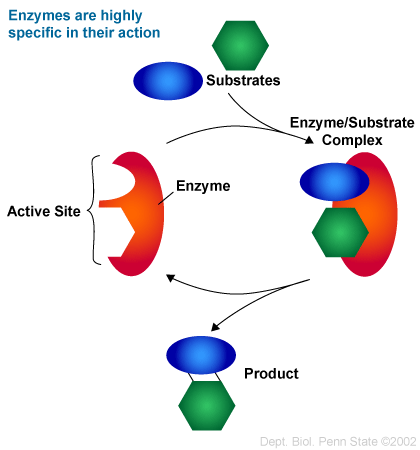 Enzymes are highly
specific in their action
Substrates
Enzyme/Substrate
Complex
Enzyme
Active Site
Product
Dept. Biol. Penn State ©2002